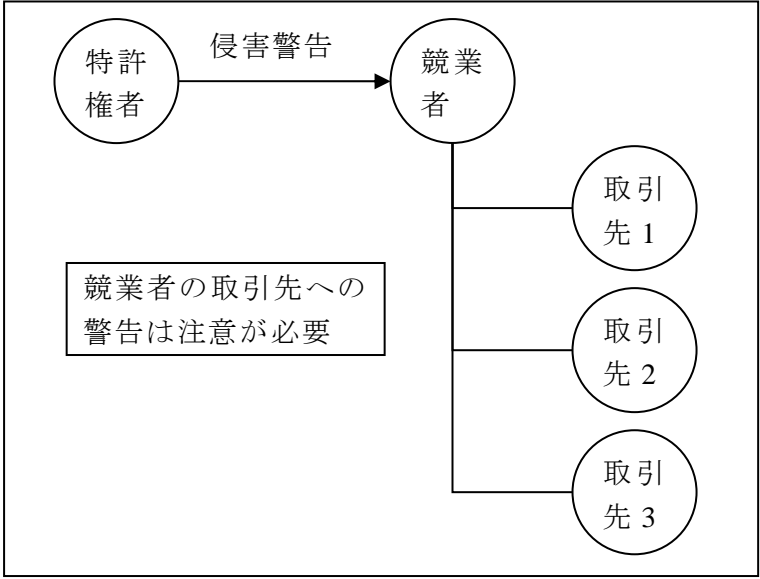 侵害警告
特許
権者
競業
者
取引
先1
競業者の取引先への
警告は注意が必要
取引
先2
取引
先3